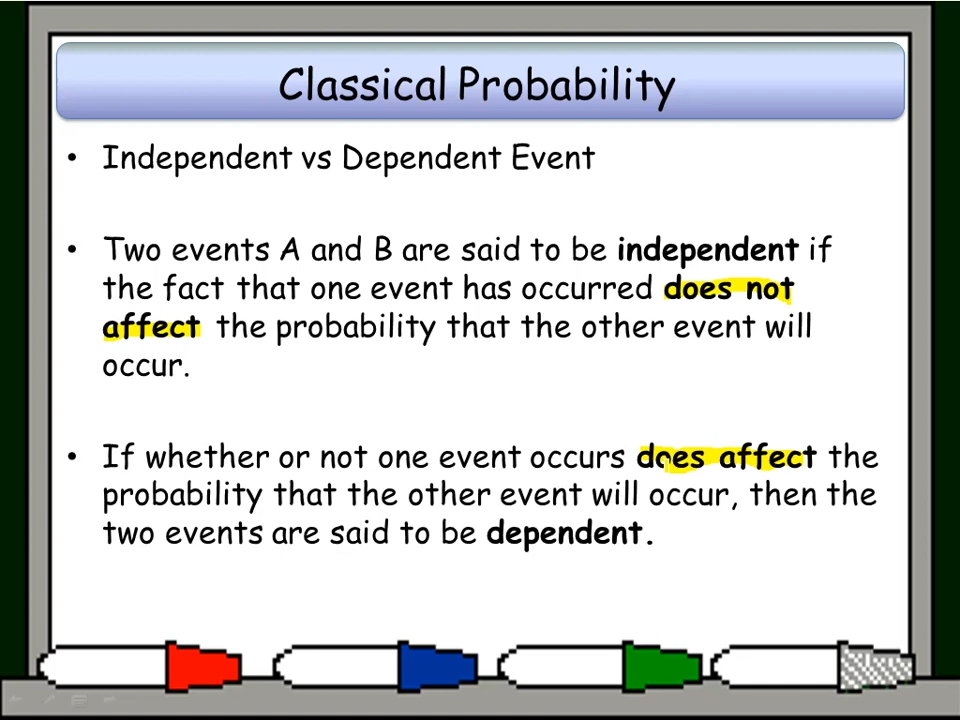 Classical Probability
• Independent vs Dependent Event
• Two events A and B are said to be independent if
the fact that one event has occurred does not
affect the probability that the other event will
occur.
• If whether or not one event occurs does affect the
probability that the other event will occur, then the
two events are said to be dependent.